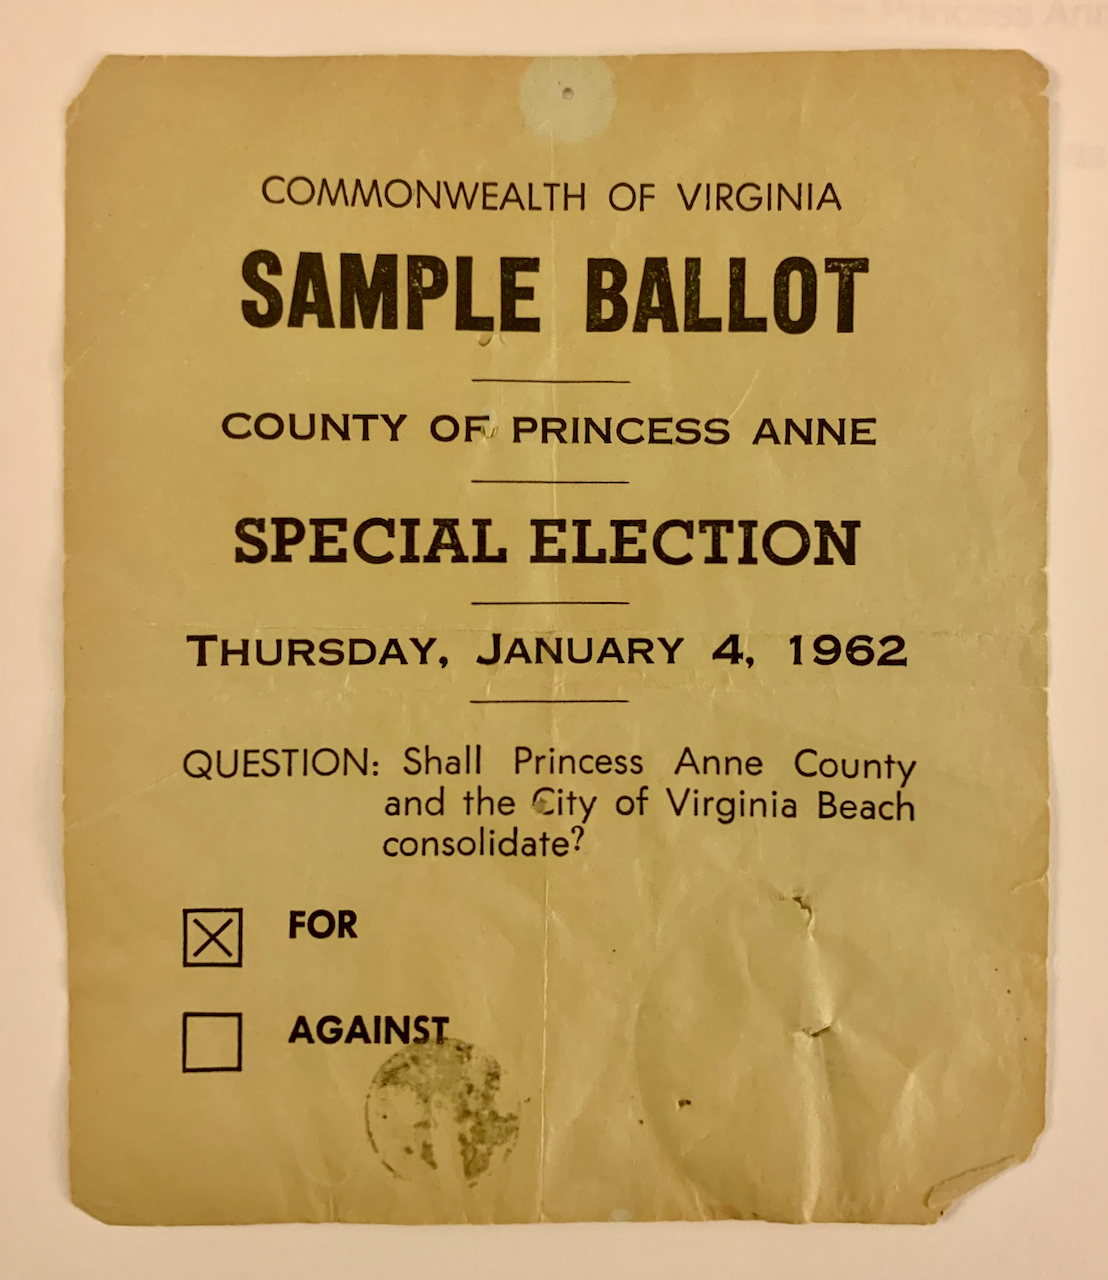 COMMONWEALTH OF VIRGINIA
SAMPLE BALLOT
COUNTY OF PRINCESS ANNE
SPECIAL ELECTION
THURSDAY, JANUARY 4, 1962
QUESTION: Shall Princess Anne County
and the City of Virginia Beach
consolidate?
FOR
AGAINST